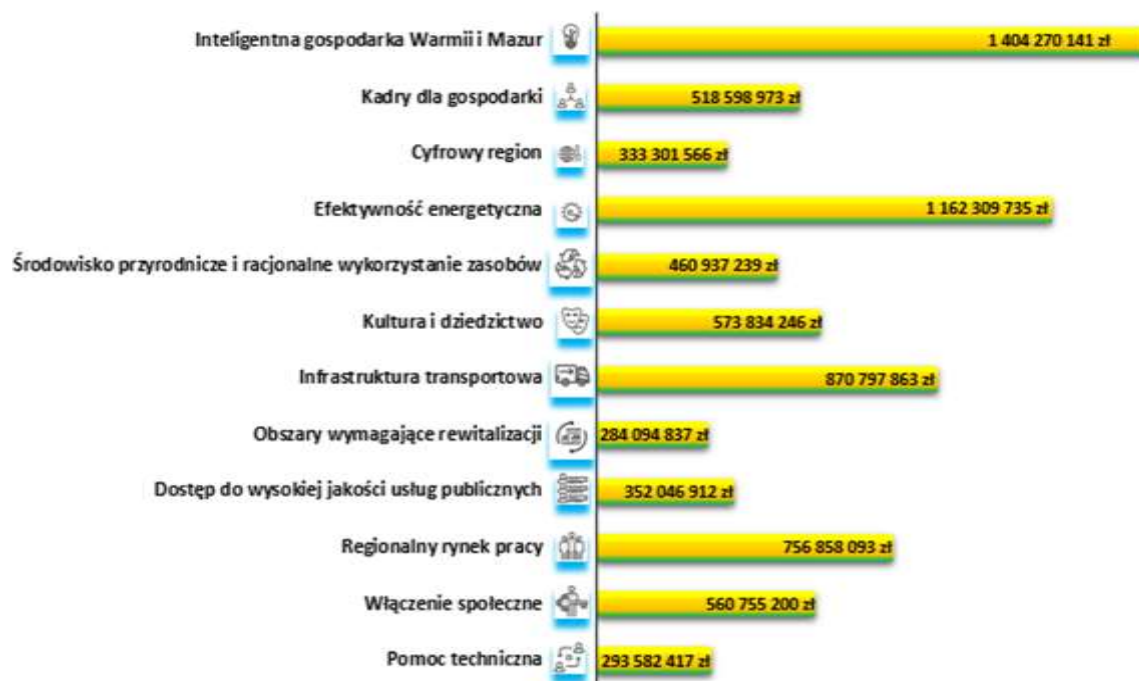 Inteligentna gospodarka Warmii i Mazur 1 404 270 141 zł
Kadry dla gospodarki 518 598 973 zł
Cyfrowy region 333 301 566 zł
Efektywność energetyczna 1 162 309 735 zł
Środowisko przyrodnicze i racjonalne wykorzystanie zasobów 460 937 239 zł
Kultura i dziedzictwo 573 834 246 zł
Infrastruktura transportowa 870 797 863 zł
Obszary wymagające rewitalizacji 284 094 837 zł
Dostęp do wysokiej jakości usług publicznych 352 046 912 zł
Regionalny rynek pracy 756 858 093 zł
Włączenie społeczne 560 755 200 zł
Pomoc techniczna 293 582 417 zł